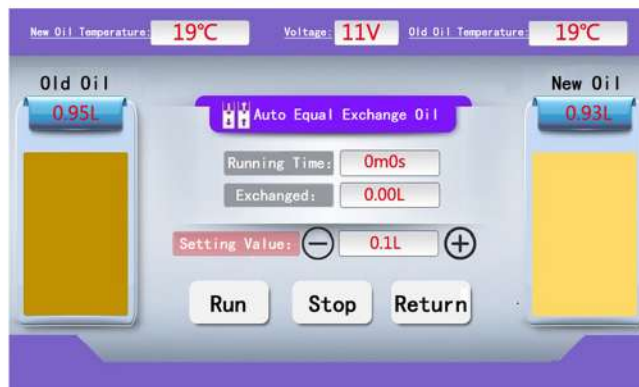 New Oil Temperature: 19℃ Voltage: 11V Old Oil Temperature: 19℃
Old Oil
New Oil
0.95L
0.93L
Auto Equal Exchange Oil
Running Time: 0m0s
Exchanged: 0.00L
Setting Value: 0.1L
Run Stop Return